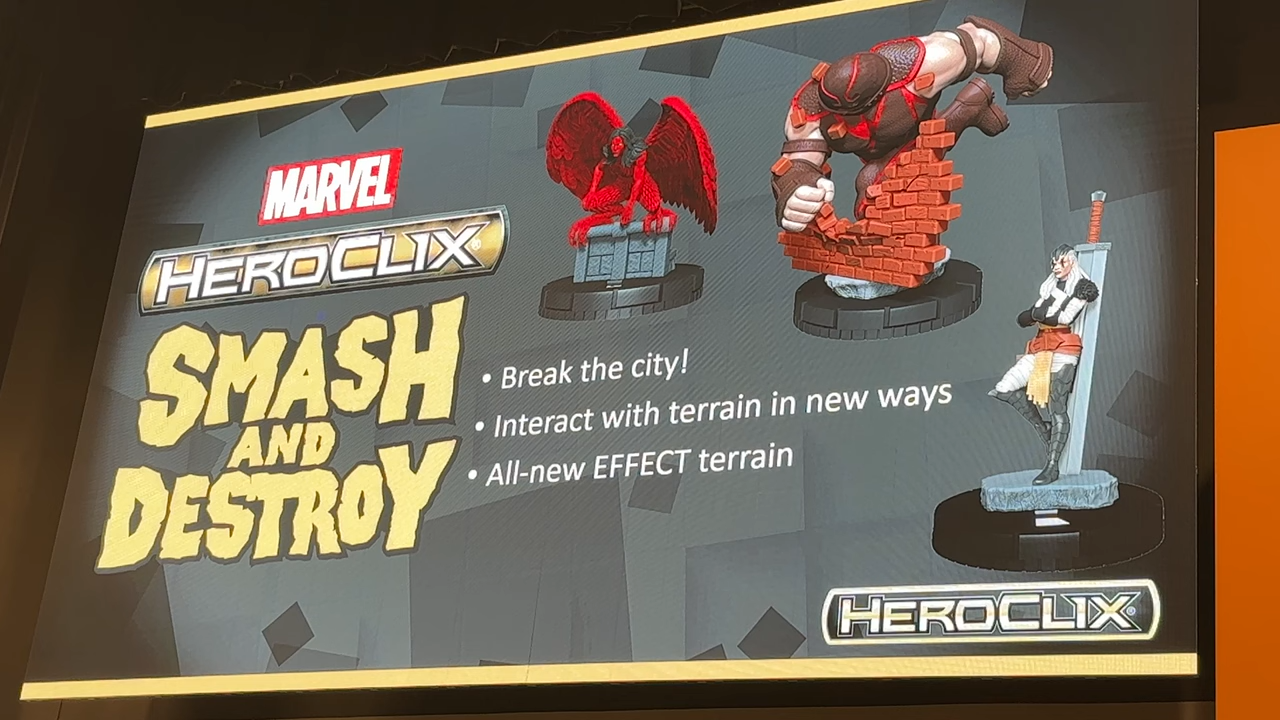 MARVEL
HEROCLIX®
SMASH
AND
DESTROY
• Break the city!
• Interact with terrain in new ways
• All-new EFFECT terrain
HEROCLIX®